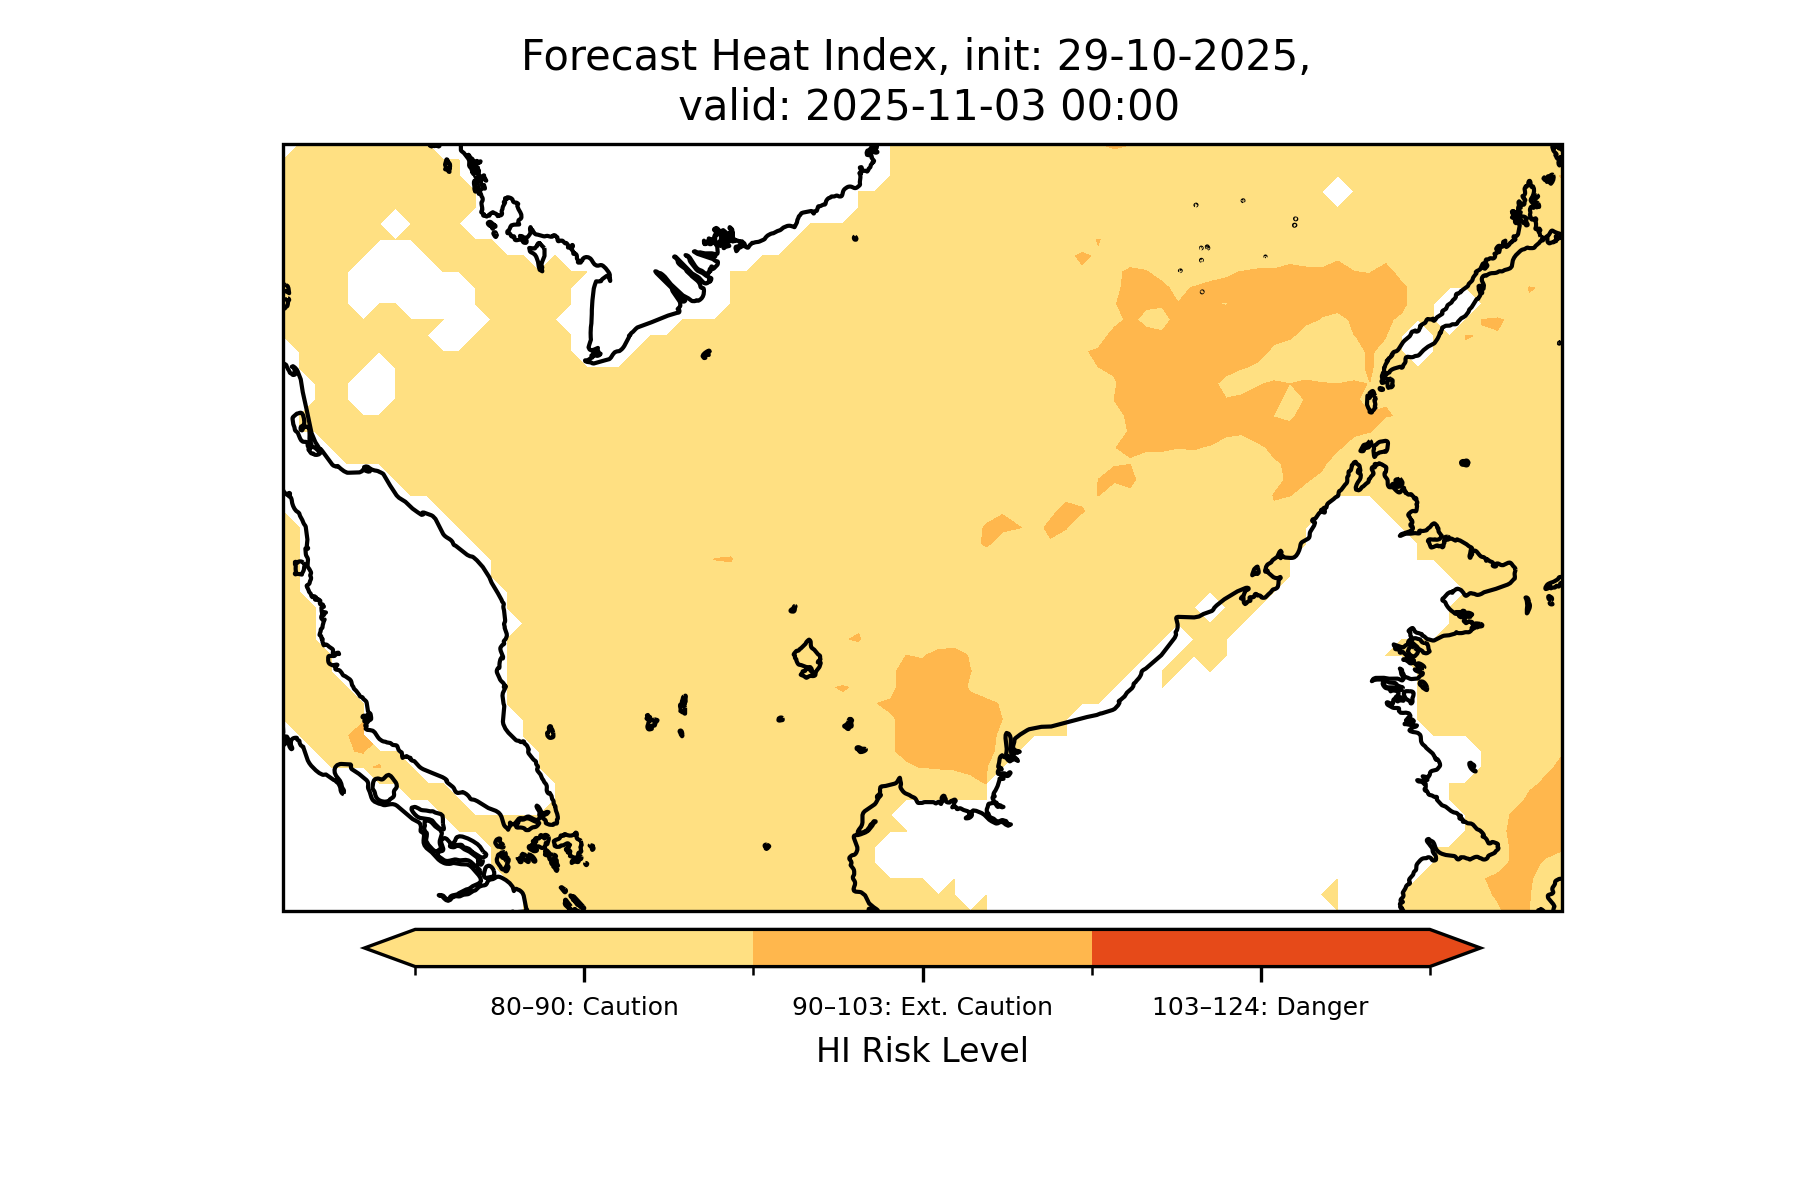 Forecast Heat Index, init: 29-10-2025,
valid: 2025-11-03 00:00
80–90: Caution
90–103: Ext. Caution
103–124: Danger
HI Risk Level